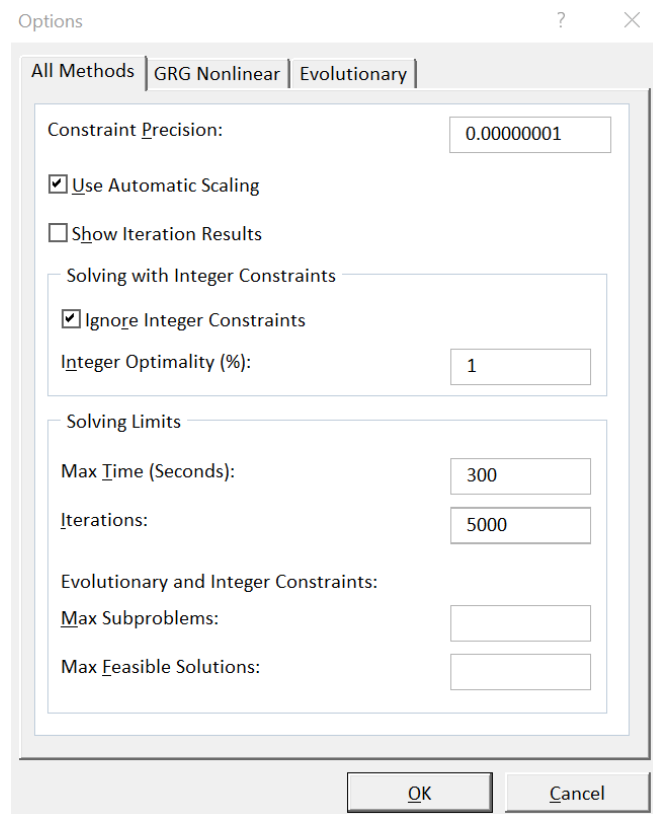 Options ?
All Methods GRG Nonlinear Evolutionary
Constraint Precision: 0.00000001
Use Automatic Scaling
Show Iteration Results
Solving with Integer Constraints
Ignore Integer Constraints
Integer Optimality (%): 1
Solving Limits
Max Time (Seconds): 300
Iterations: 5000
Evolutionary and Integer Constraints:
Max Subproblems:
Max Feasible Solutions:
OK Cancel